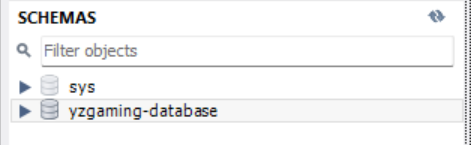 SCHEMAS
Filter objects
sys
yzgaming-database